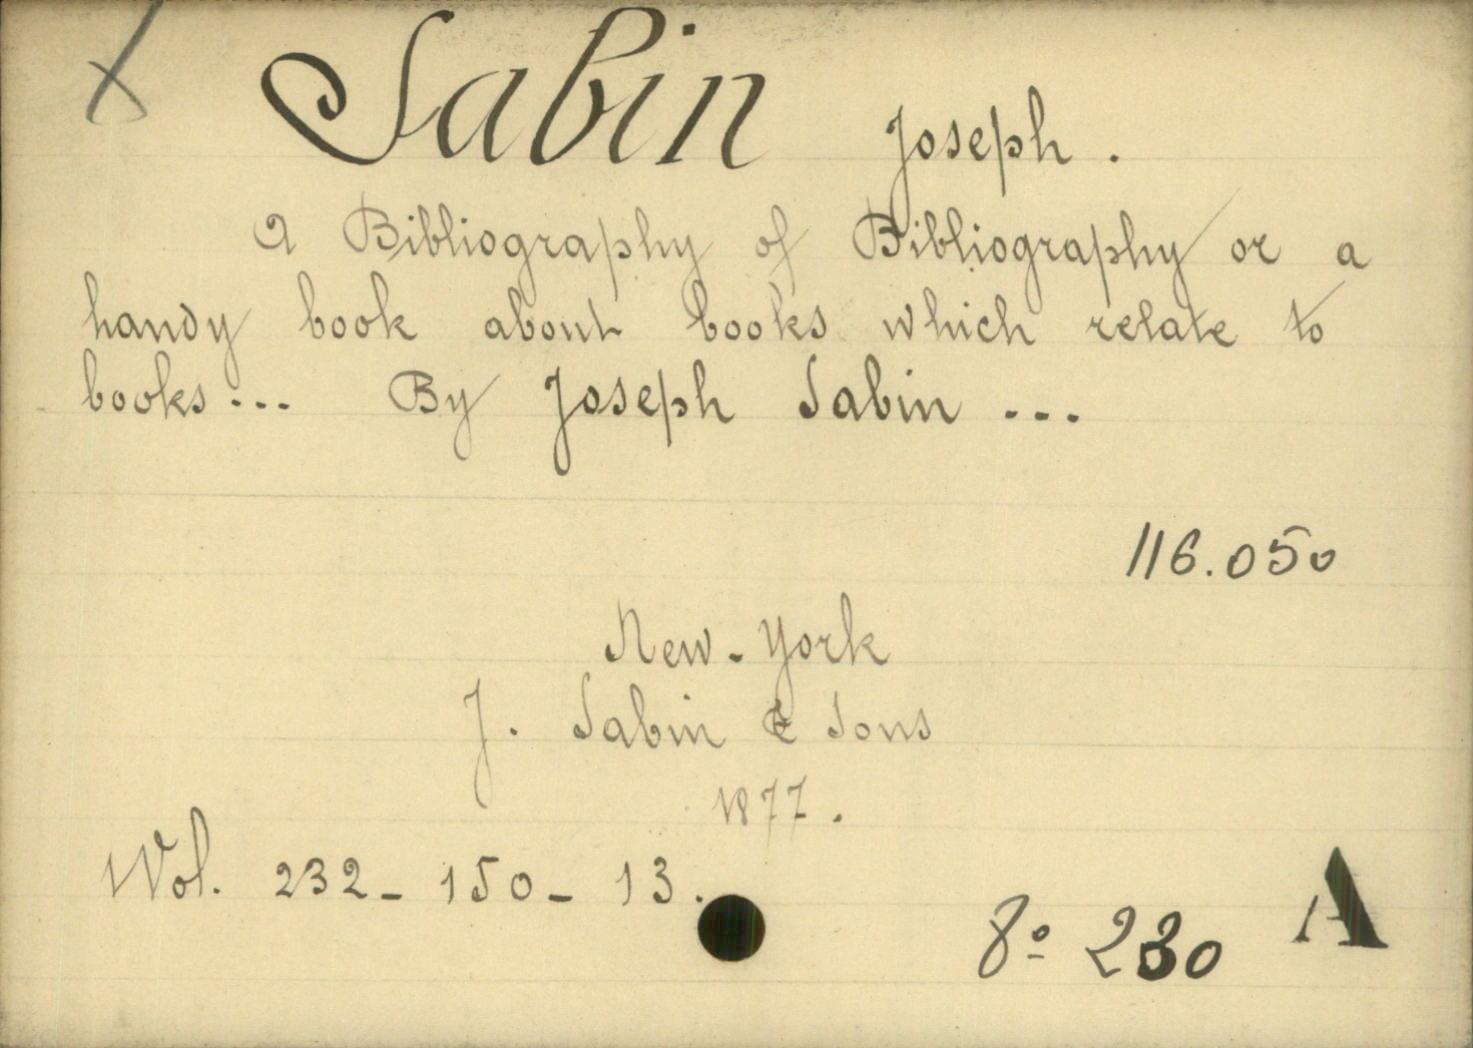 Sabin Joseph.
A Bibliography of Bibliography or a
handy book about books which relate to
books... By Joseph Sabin ...
116.050
New-York
J. Sabin & Sons
1877.
Vol. 232-150-13.
8º 230 A